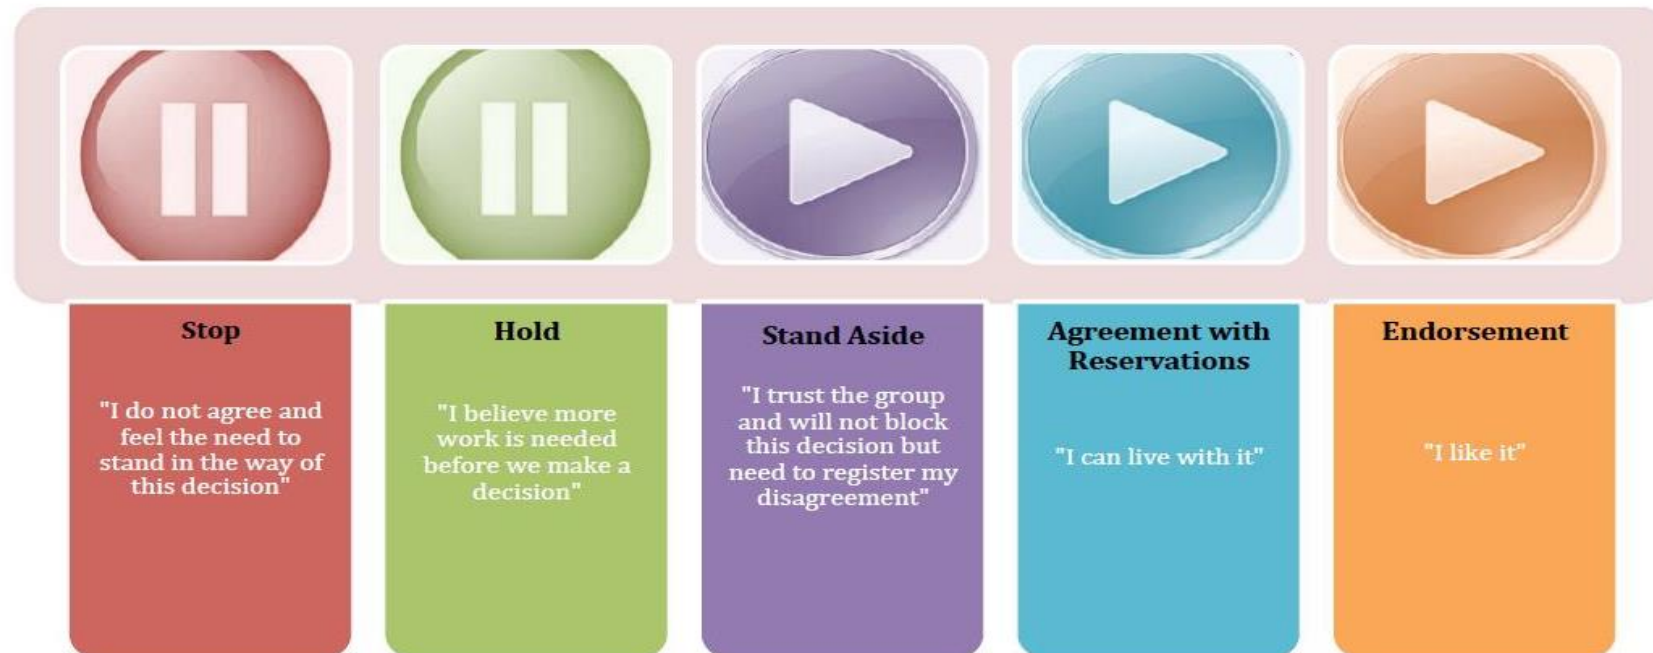 Stop
"I do not agree and
feel the need to
stand in the way of
this decision"
Hold
"I believe more
work is needed
before we make a
decision"
Stand Aside
"I trust the group
and will not block
this decision but
need to register my
disagreement"
Agreement with
Reservations
"I can live with it"
Endorsement
"I like it"